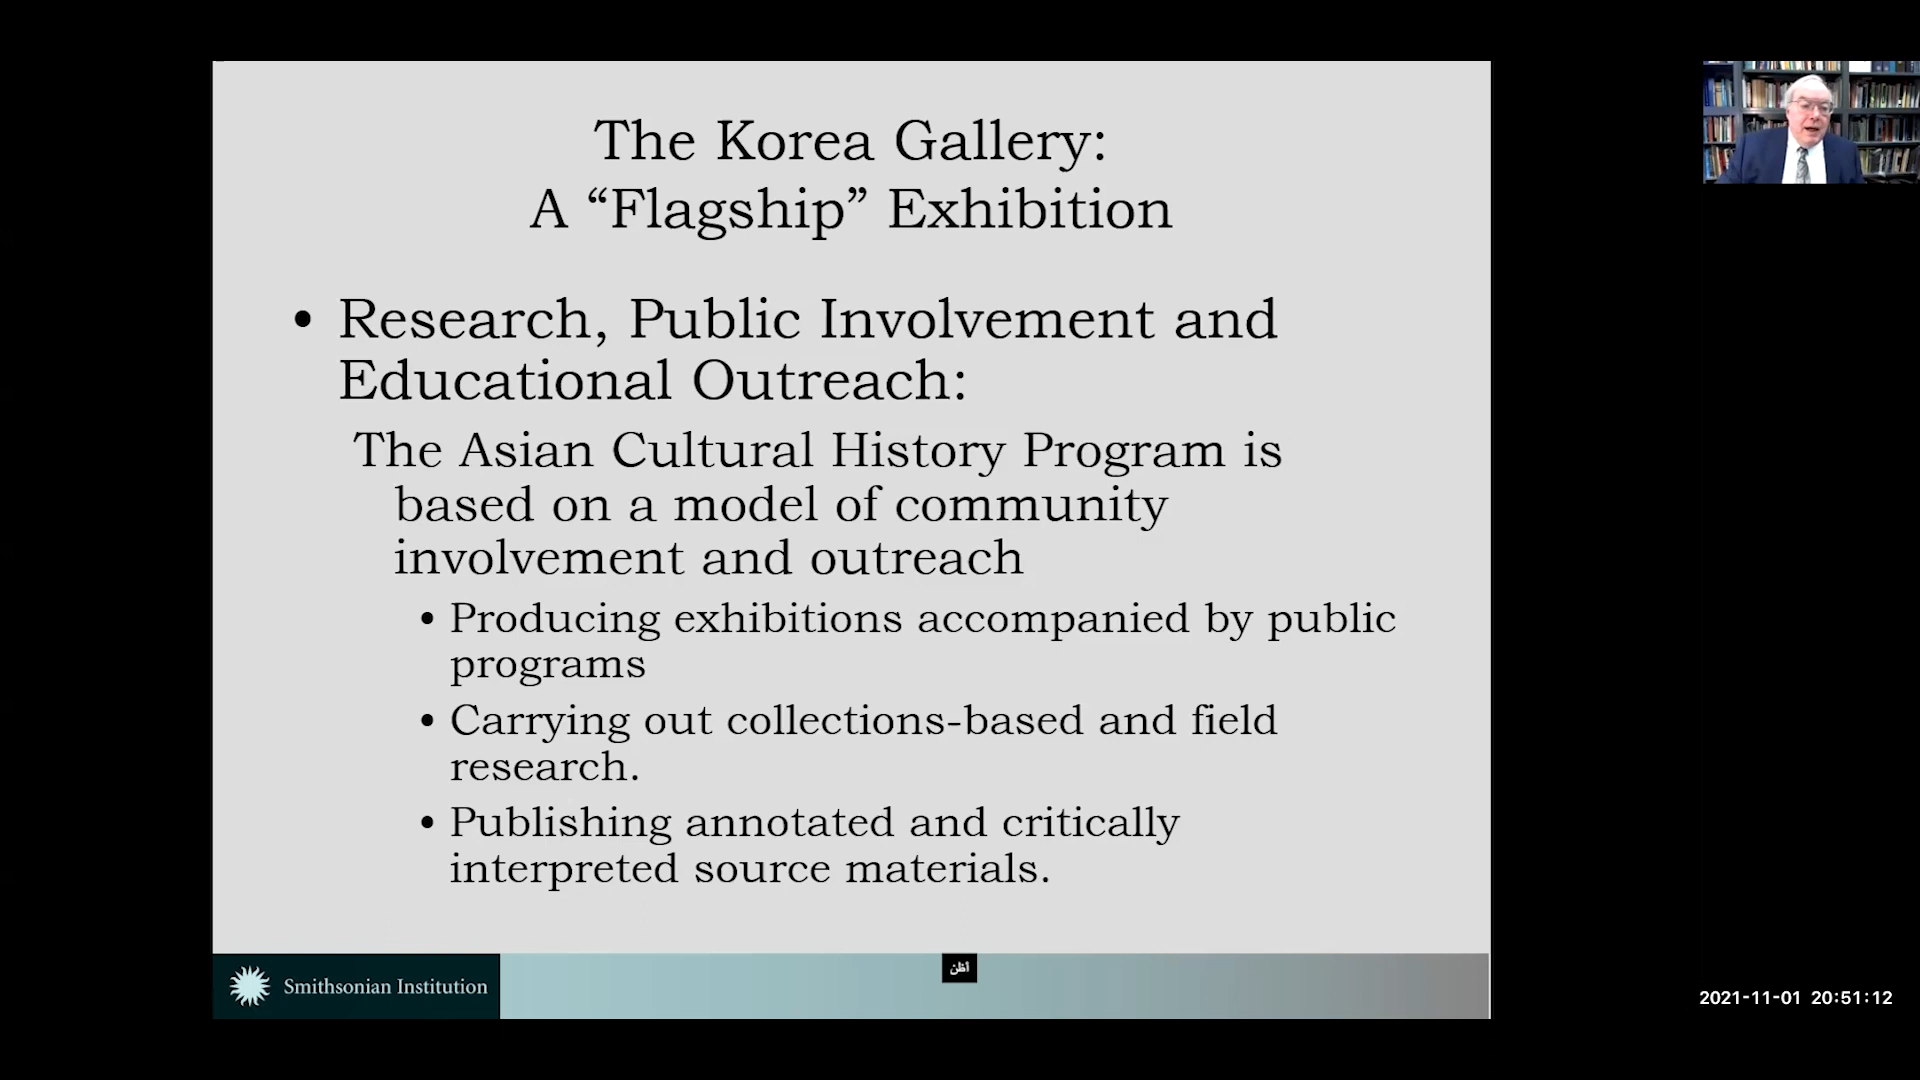 The Korea Gallery:
A “Flagship” Exhibition
• Research, Public Involvement and
Educational Outreach:
The Asian Cultural History Program is
based on a model of community
involvement and outreach
• Producing exhibitions accompanied by public
programs
• Carrying out collections-based and field
research.
• Publishing annotated and critically
interpreted source materials.
Smithsonian Institution
أظن
2021-11-01 20:51:12